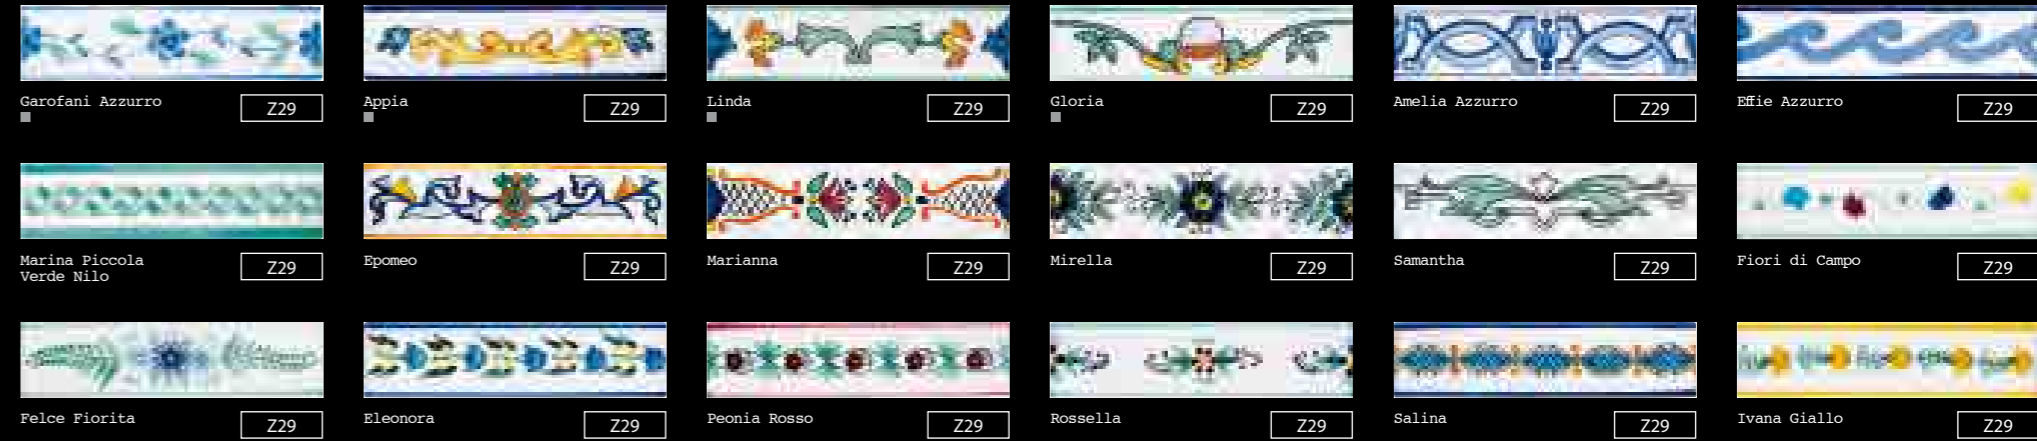 Garofani Azzurro Z29
Appia Z29
Linda Z29
Gloria Z29
Amelia Azzurro Z29
Effie Azzurro Z29
Marina Piccola
Verde Nilo Z29
Epomeo Z29
Marianna Z29
Mirella Z29
Samantha Z29
Fiori di Campo Z29
Felce Fiorita Z29
Eleonora Z29
Peonia Rosso Z29
Rossella Z29
Salina Z29
Ivana Giallo Z29